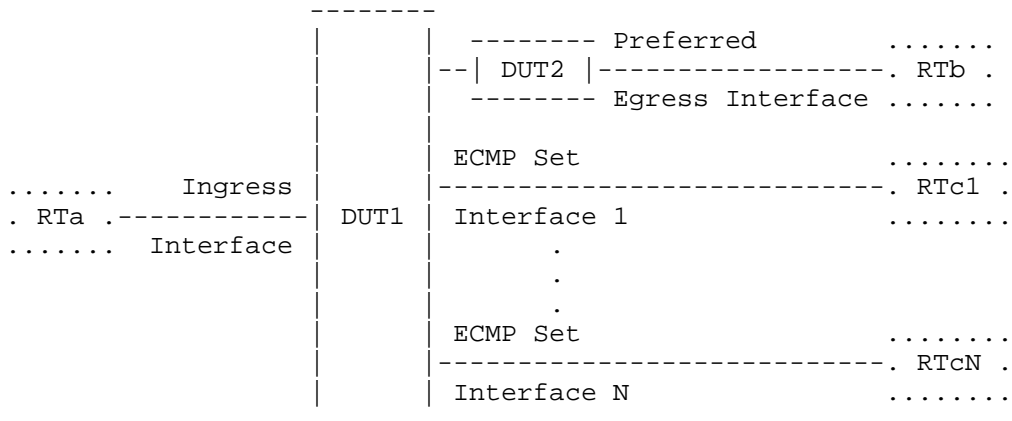 Preferred
DUT2 RTb
Egress Interface
ECMP Set
Ingress RTc1
RTa DUT1 Interface 1
Interface
ECMP Set
RTcN
Interface N